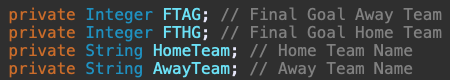 private Integer FTAG; // Final Goal Away Team
private Integer FTHG; // Final Goal Home Team
private String HomeTeam; // Home Team Name
private String AwayTeam; // Away Team Name